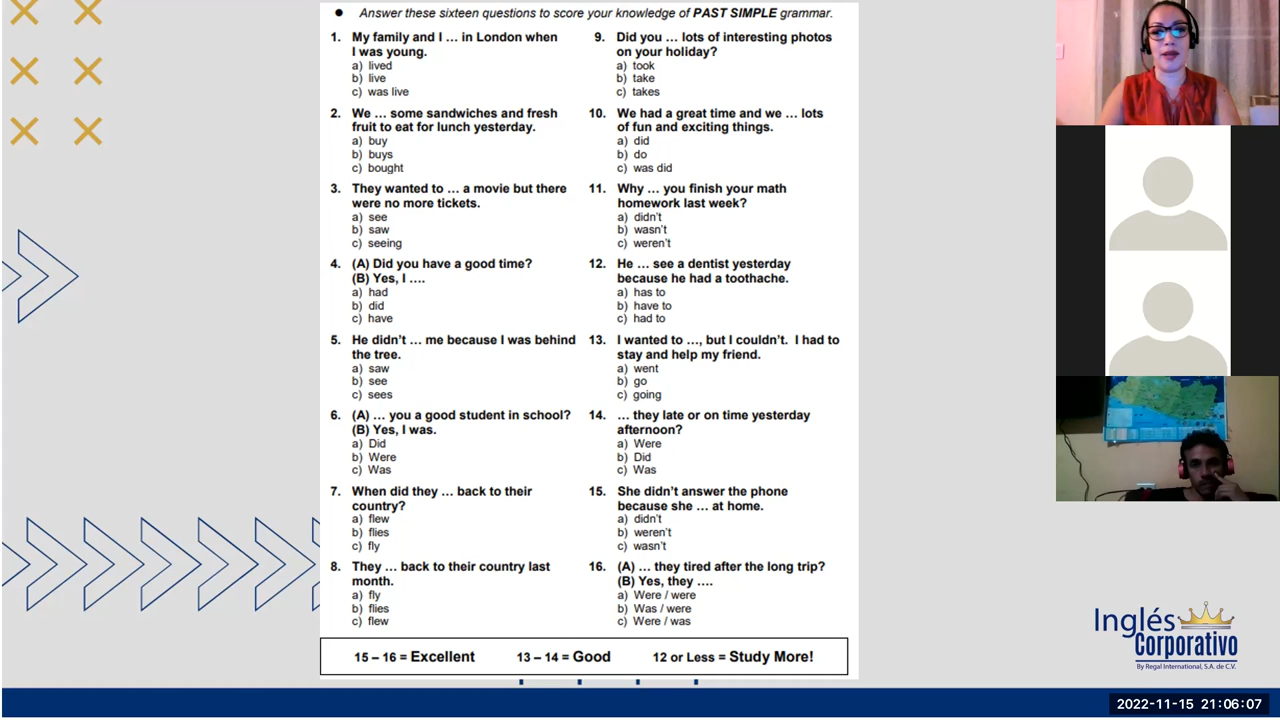 ● Answer these sixteen questions to score your knowledge of PAST SIMPLE grammar.
1. My family and I … in London when
I was young.
a) lived
b) live
c) was live
2. We … some sandwiches and fresh
fruit to eat for lunch yesterday.
a) buy
b) buys
c) bought
3. They wanted to … a movie but there
were no more tickets.
a) see
b) saw
c) seeing
4. (A) Did you have a good time?
(B) Yes, I ….
a) had
b) did
c) have
5. He didn't … me because I was behind
the tree.
a) saw
b) see
c) sees
6. (A) … you a good student in school?
(B) Yes, I was.
a) Did
b) Were
c) Was
7. When did they … back to their
country?
a) flew
b) flies
c) fly
8. They … back to their country last
month.
a) fly
b) flies
c) flew
9. Did you … lots of interesting photos
on your holiday?
a) took
b) take
c) takes
10. We had a great time and we … lots
of fun and exciting things.
a) did
b) do
c) was did
11. Why … you finish your math
homework last week?
a) didn't
b) wasn't
c) weren't
12. He … see a dentist yesterday
because he had a toothache.
a) has to
b) have to
c) had to
13. I wanted to …, but I couldn't. I had to
stay and help my friend.
a) went
b) go
c) going
14. … they late or on time yesterday
afternoon?
a) Were
b) Did
c) Was
15. She didn't answer the phone
because she … at home.
a) didn't
b) weren't
c) wasn't
16. (A) … they tired after the long trip?
(B) Yes, they ….
a) Were / were
b) Was / were
c) Were / was
15 – 16 = Excellent 13 – 14 = Good 12 or Less = Study More!
Inglés
Corporativo
By Regal International, S.A. de C.V.
2022-11-15 21:06:07